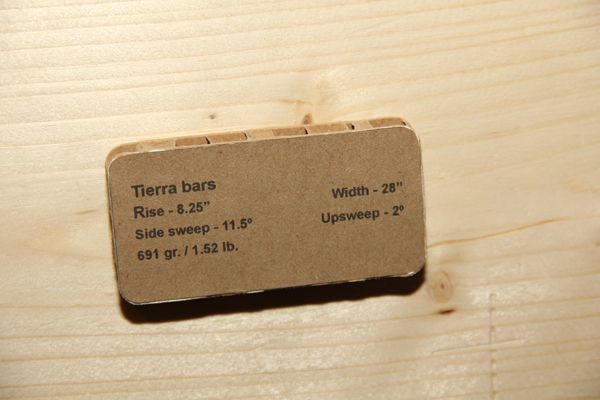 Tierra bars
Rise - 8.25”
Side sweep - 11.5º
691 gr. / 1.52 lb.
Width - 28”
Upsweep - 2º